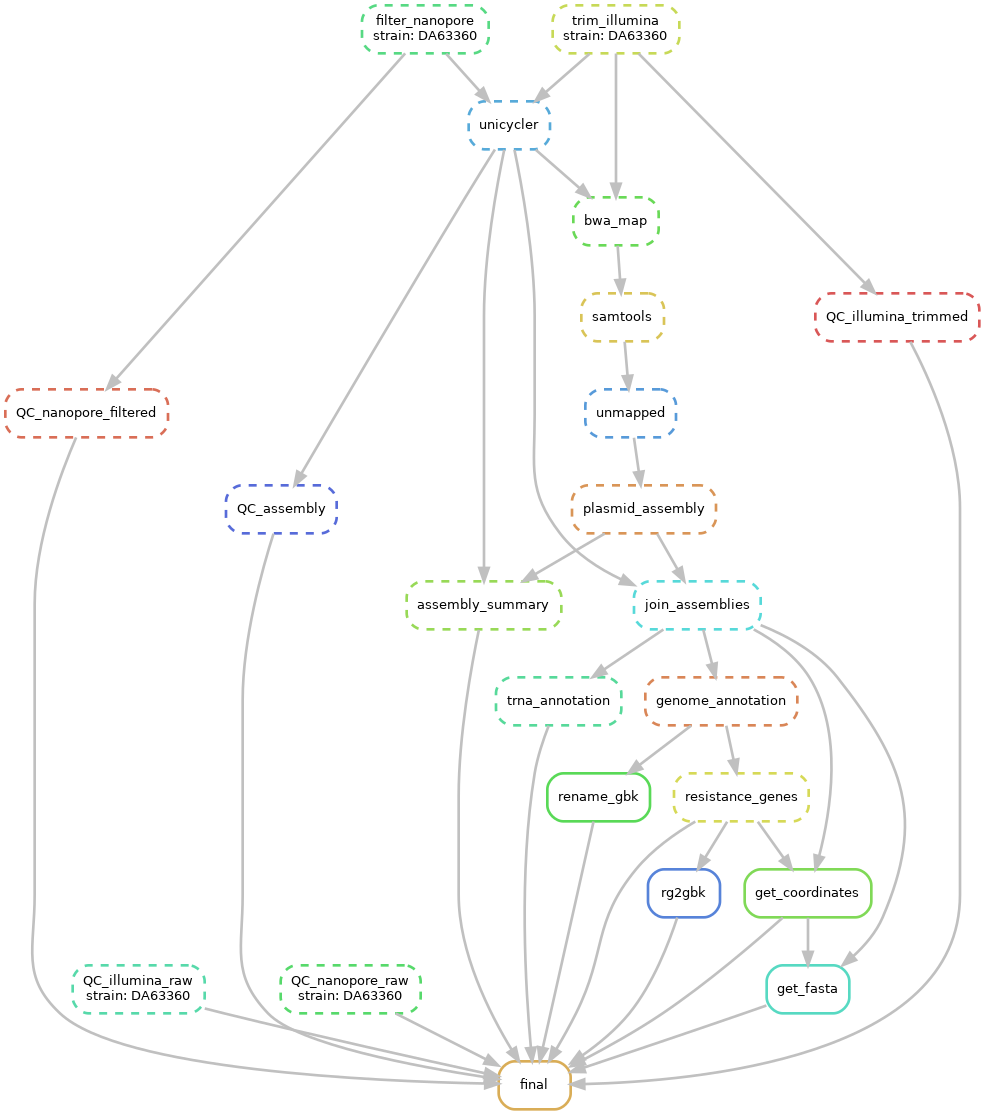 filter_nanopore
strain: DA63360
trim_illumina
strain: DA63360
unicycler
bwa_map
samtools
QC_illumina_trimmed
QC_nanopore_filtered
unmapped
QC_assembly
plasmid_assembly
assembly_summary
join_assemblies
trna_annotation
genome_annotation
rename_gbk
resistance_genes
rg2gbk
get_coordinates
QC_illumina_raw
strain: DA63360
QC_nanopore_raw
strain: DA63360
get_fasta
final